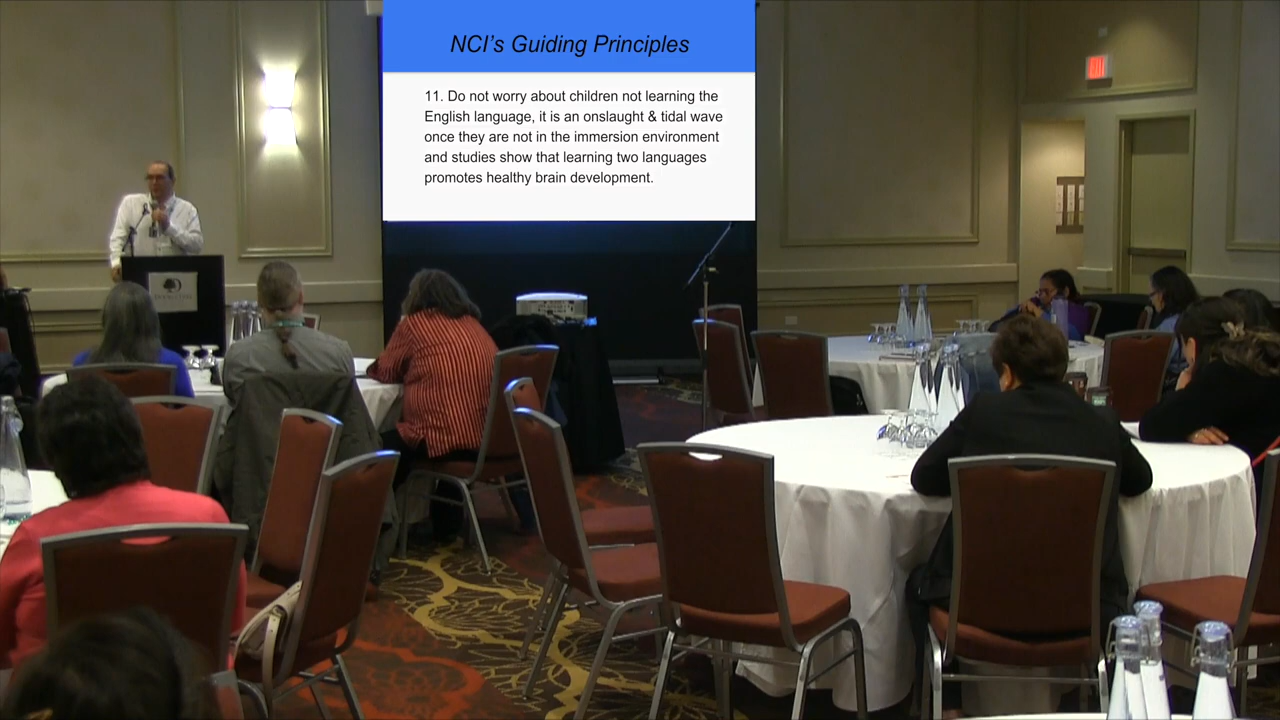 NCI’s Guiding Principles
11. Do not worry about children not learning the
English language, it is an onslaught & tidal wave
once they are not in the immersion environment
and studies show that learning two languages
promotes healthy brain development.